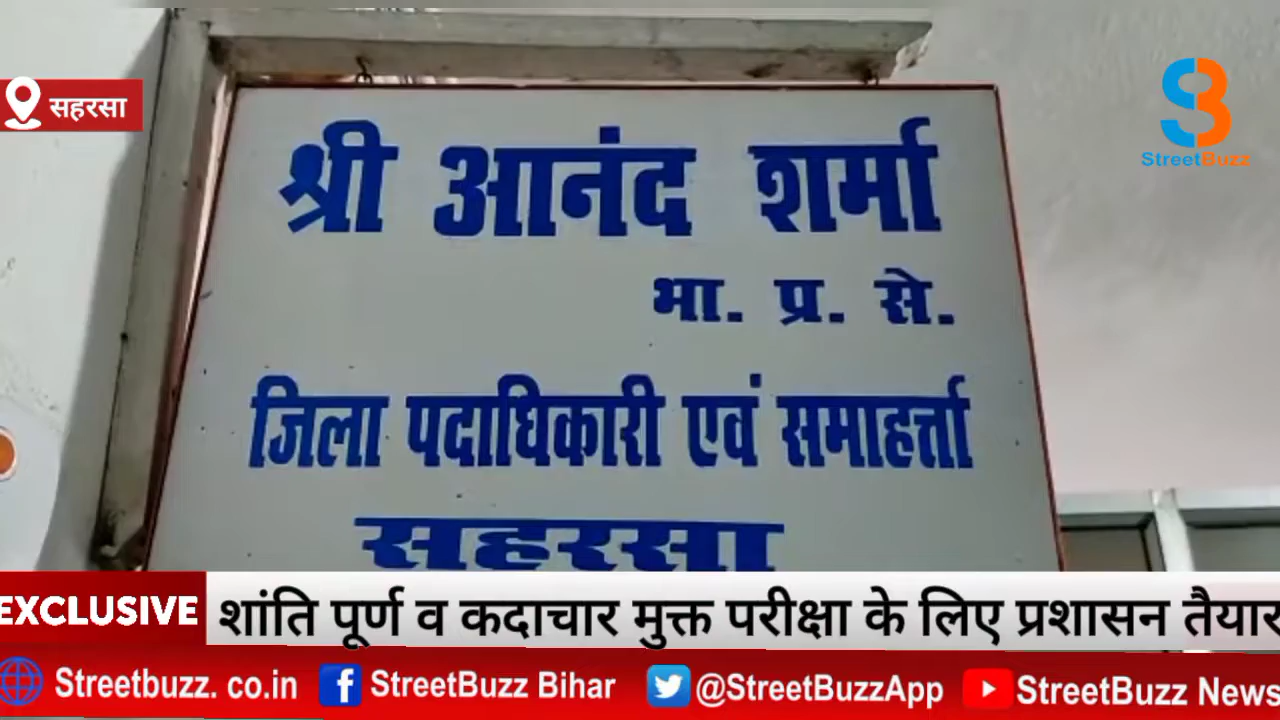 सहरसा
StreetBuzz
श्री आनंद शर्मा
भा. प्र. से.
जिला पदाधिकारी एवं समाहर्त्ता
सहरसा
EXCLUSIVE शांति पूर्ण व कदाचार मुक्त परीक्षा के लिए प्रशासन तैयार
Streetbuzz. co.in StreetBuzz Bihar @StreetBuzzApp StreetBuzz News